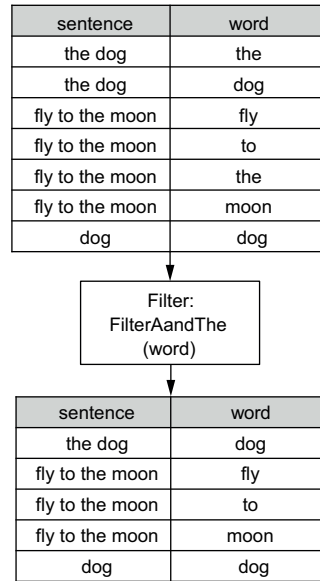 sentence word
the dog the
the dog dog
fly to the moon fly
fly to the moon to
fly to the moon the
fly to the moon moon
dog dog
Filter:
FilterAandThe
(word)
sentence word
the dog dog
fly to the moon fly
fly to the moon to
fly to the moon moon
dog dog